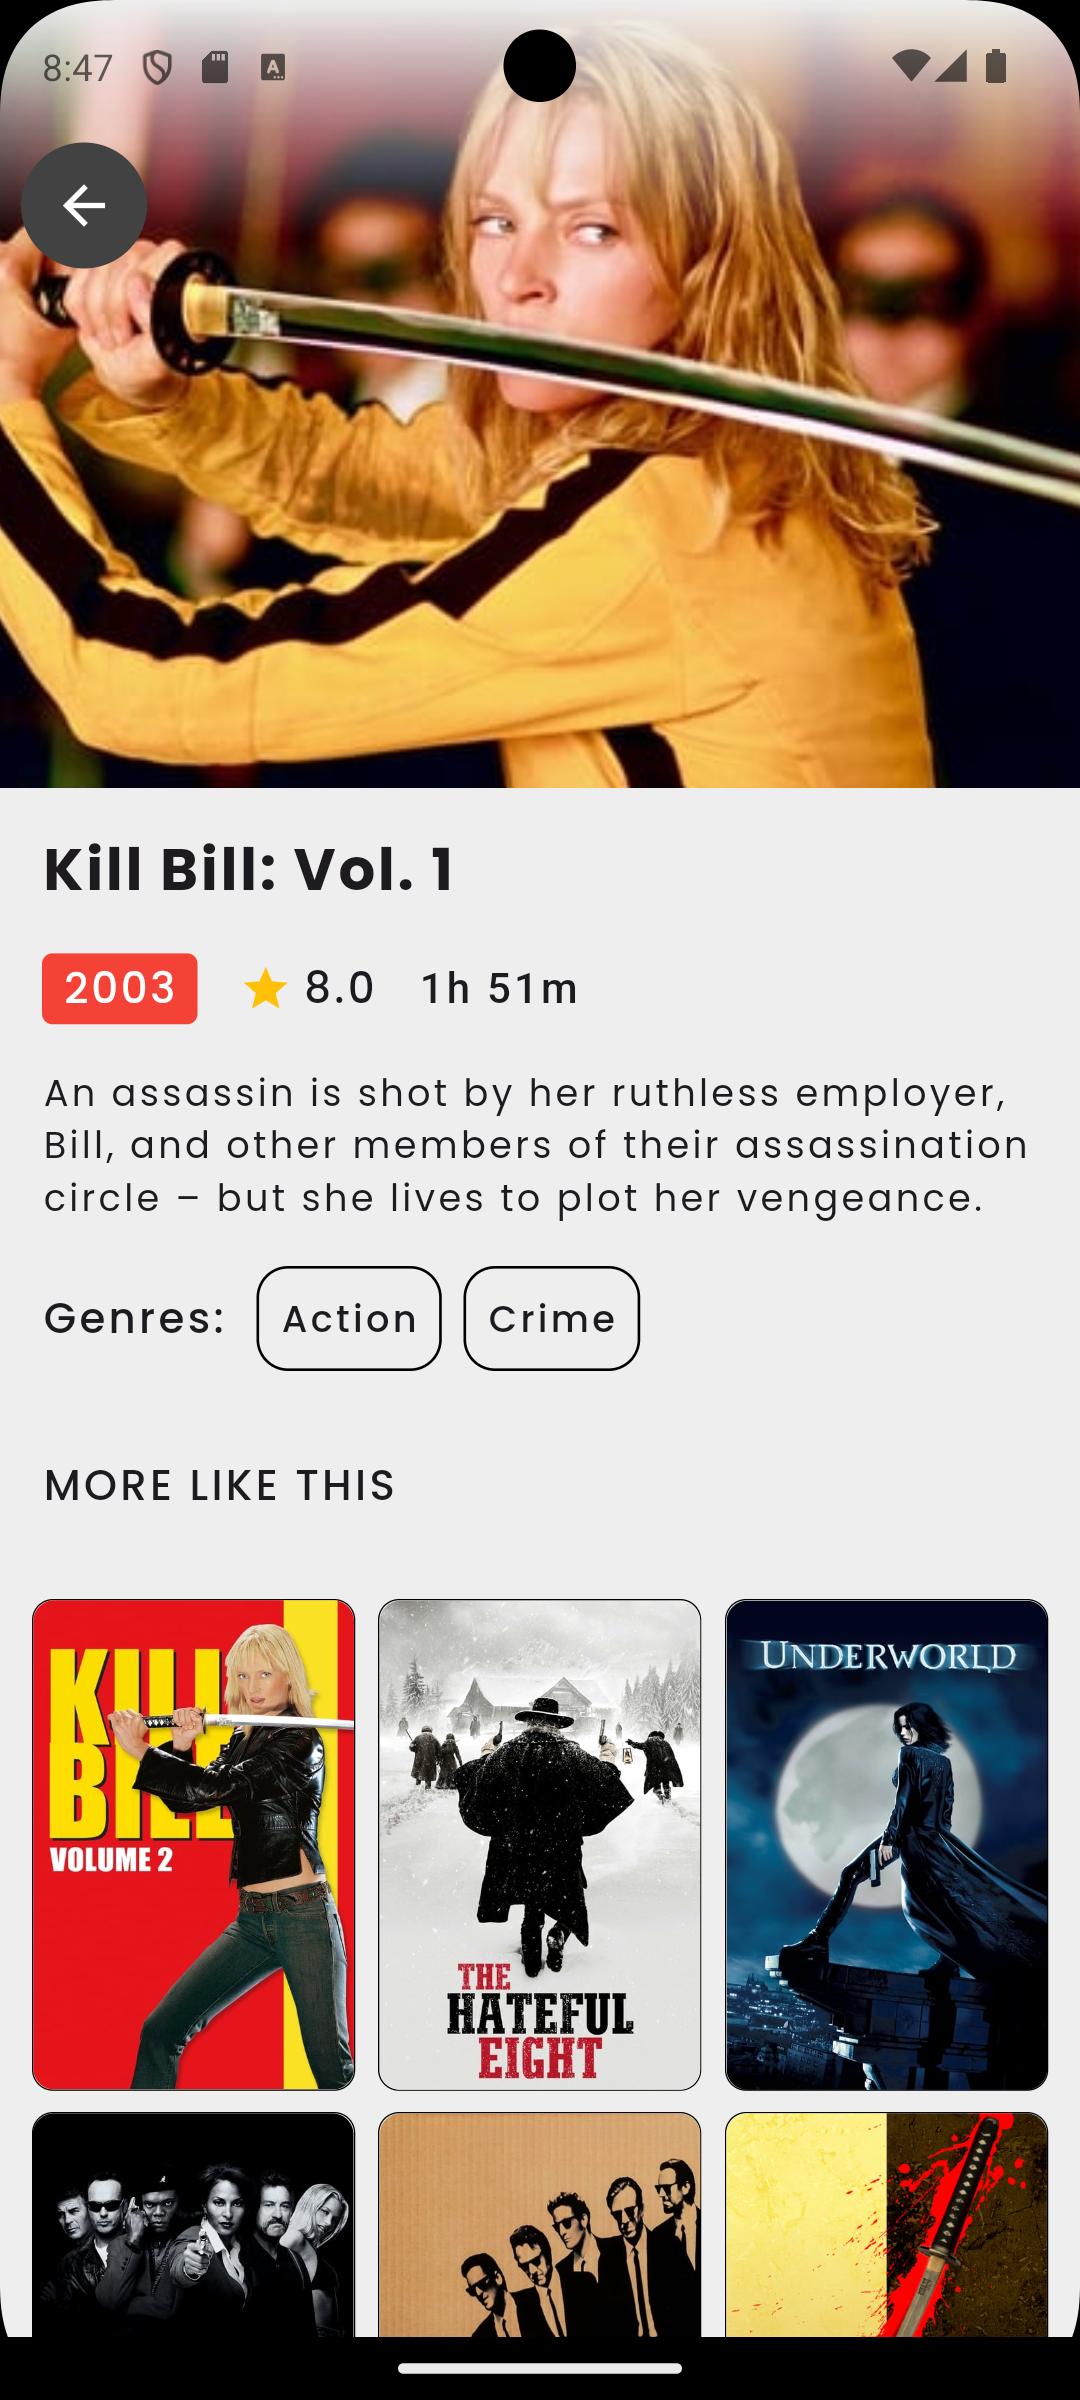 8:47
Kill Bill: Vol. 1
2003 8.0 1h 51m
An assassin is shot by her ruthless employer,
Bill, and other members of their assassination
circle – but she lives to plot her vengeance.
Genres: Action Crime
MORE LIKE THIS
KILL
BILL
VOLUME 2
THE
HATEFUL
EIGHT
UNDERWORLD